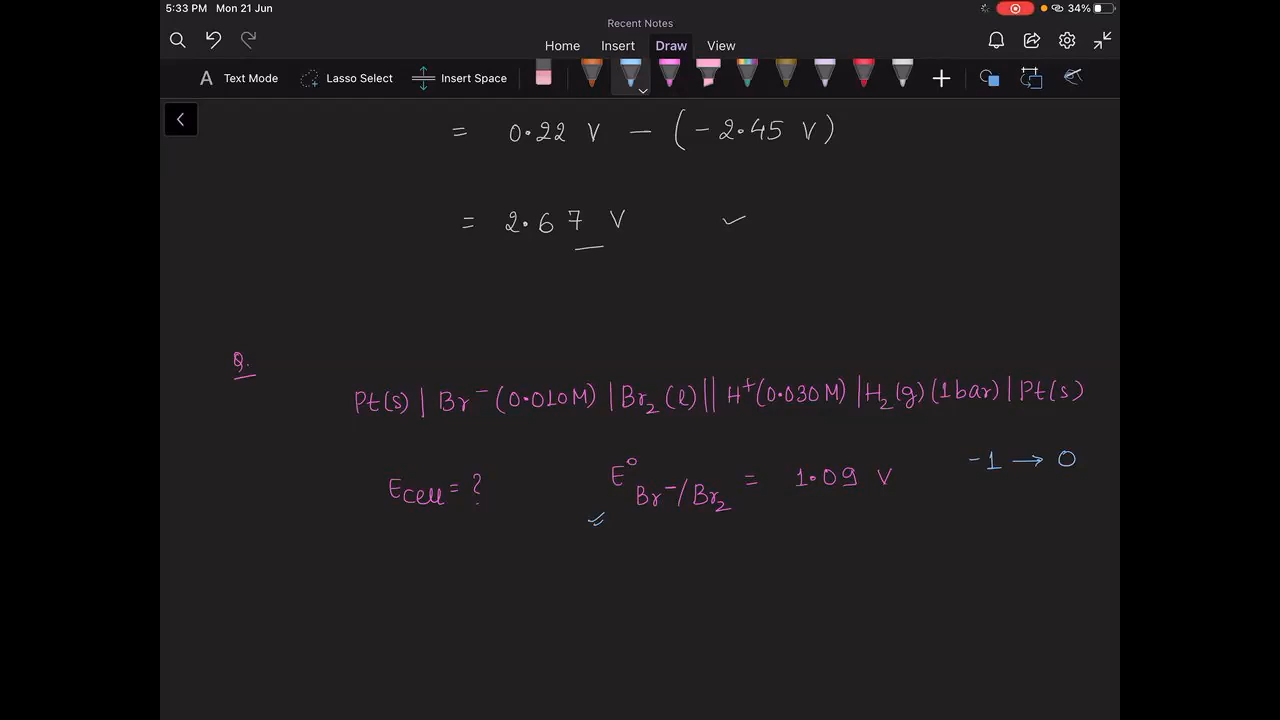 5:33 PM Mon 21 Jun 34%
Recent Notes
Home Insert Draw View
Text Mode Lasso Select Insert Space
= 0.22 V - (-2.45 V)
= 2.67 V
Q.
Pt(s) | Br⁻ (0.010M) | Br₂ (l) || H⁺ (0.030M) | H₂(g) (1 bar) | Pt(s)
-1 → 0
Ecell = ? E° Br⁻/Br₂ = 1.09 V